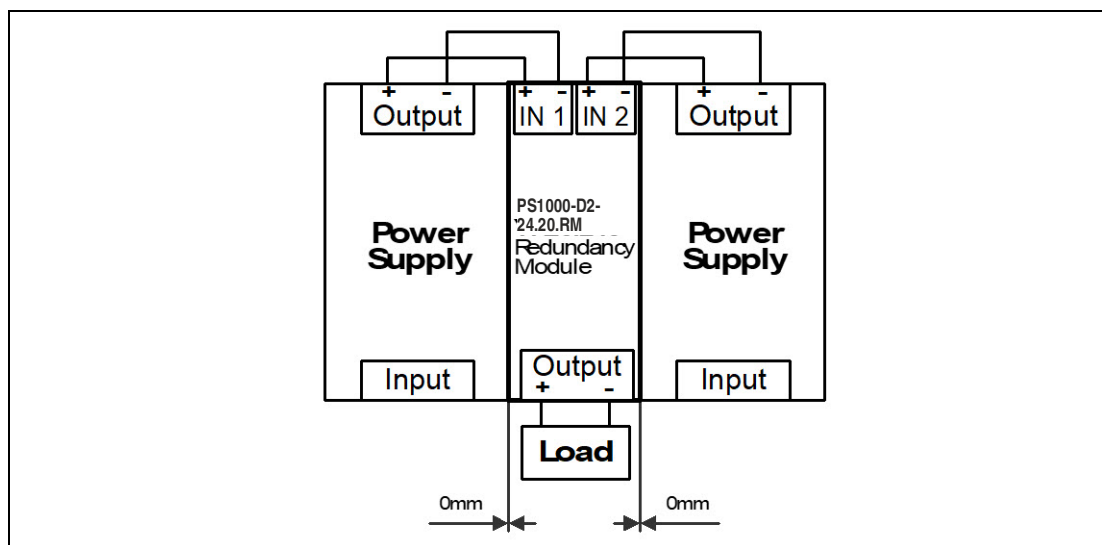 + - + - + - + -
Output IN 1 IN 2 Output
PS1000-D2-
24.20.RM
Redundancy
Module
Power
Supply
Power
Supply
Input
Output
+ -
Input
Load
0mm 0mm